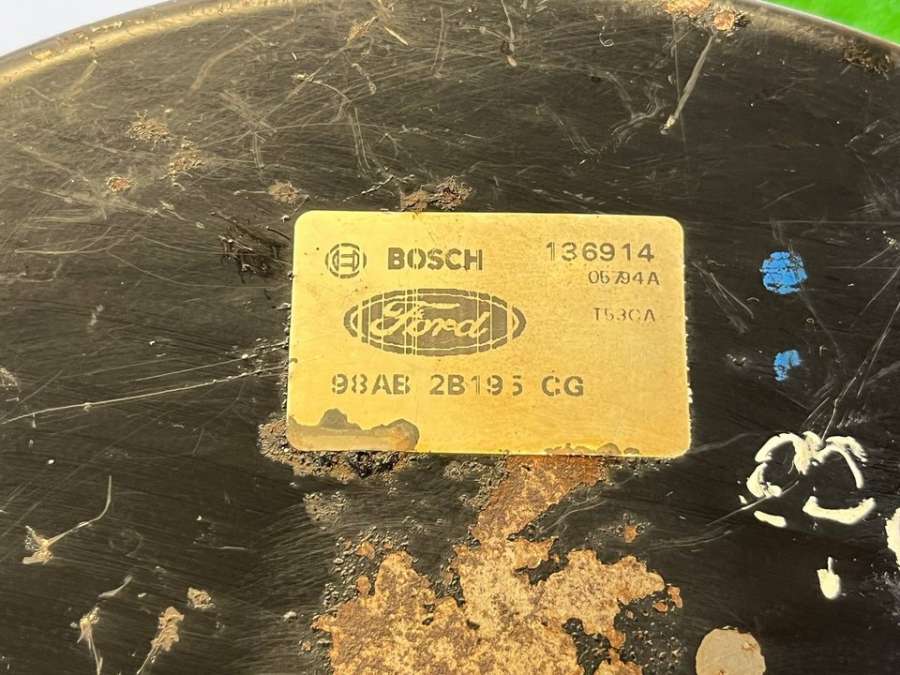 BOSCH 136914
05794A
Ford T53CA
98AB 2B195 CG